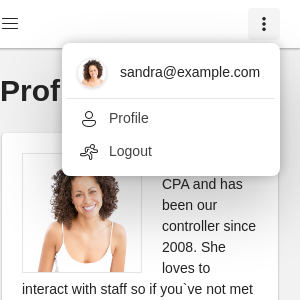 sandra@example.com
Prof
Profile
Logout
CPA and has
been our
controller since
2008. She
loves to
interact with staff so if you`ve not met